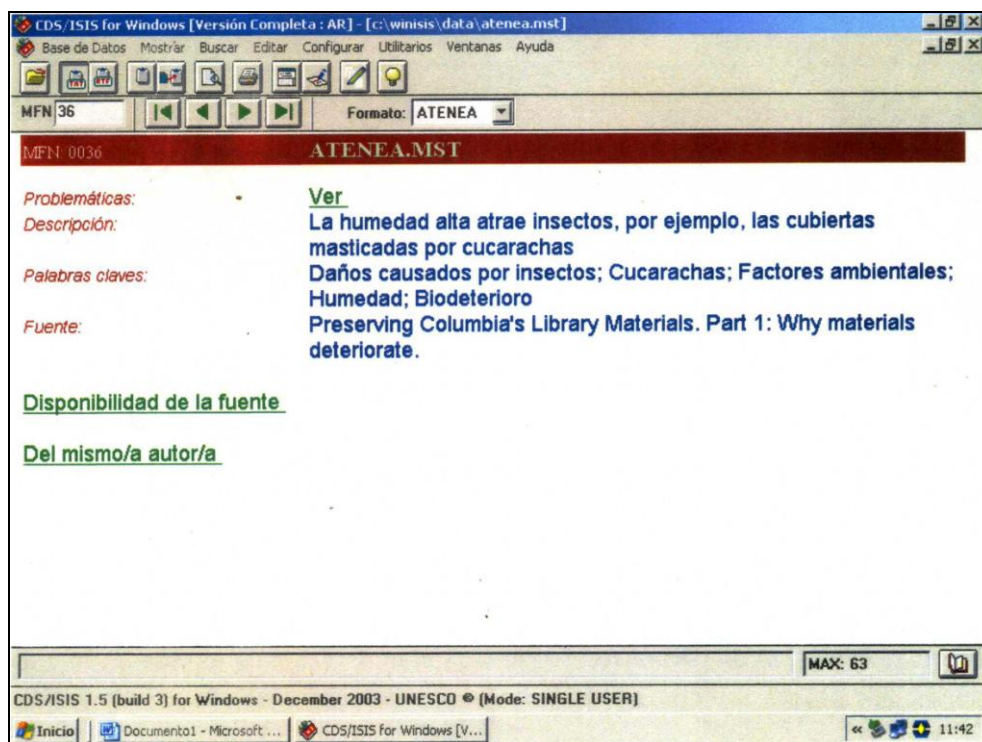 CDS/ISIS for Windows [Versión Completa : AR] - [c:\winisis\data\atenea.mst]
Base de Datos Mostrar Buscar Editar Configurar Utilitarios Ventanas Ayuda
MFN 36 Formato: ATENEA
MFN: 0036 ATENEA.MST
Problemáticas: Ver
Descripción: La humedad alta atrae insectos, por ejemplo, las cubiertas
masticadas por cucarachas
Palabras claves: Daños causados por insectos; Cucarachas; Factores ambientales;
Humedad; Biodeterioro
Fuente: Preserving Columbia's Library Materials. Part 1: Why materials
deteriorate.
Disponibilidad de la fuente
Del mismo/a autor/a
MAX: 63
CDS/ISIS 1.5 (build 3) for Windows - December 2003 - UNESCO © (Mode: SINGLE USER)
Inicio Documento1 - Microsoft ... CDS/ISIS for Windows [V... « 11:42